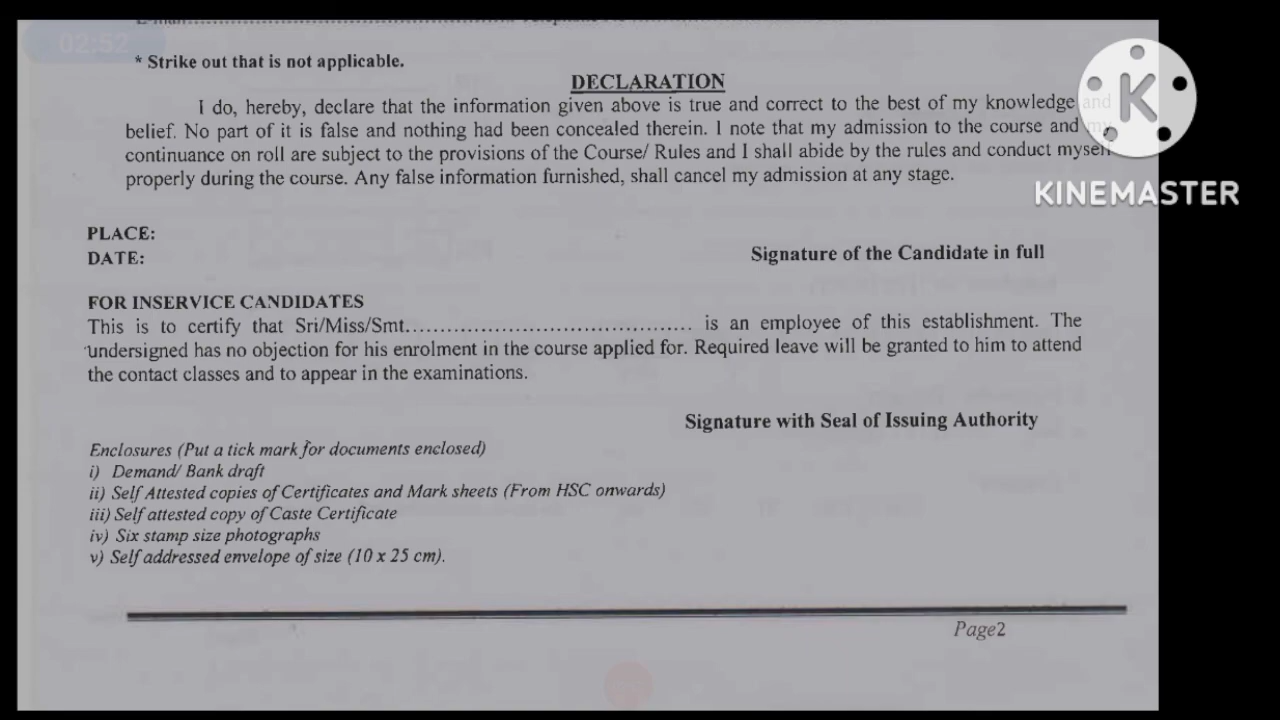 02:52
* Strike out that is not applicable.
DECLARATION
I do, hereby, declare that the information given above is true and correct to the best of my knowledge and
belief. No part of it is false and nothing had been concealed therein. I note that my admission to the course and my
continuance on roll are subject to the provisions of the Course/ Rules and I shall abide by the rules and conduct myself
properly during the course. Any false information furnished, shall cancel my admission at any stage.
K
KINEMASTER
PLACE:
DATE:
Signature of the Candidate in full
FOR INSERVICE CANDIDATES
This is to certify that Sri/Miss/Smt......................................... is an employee of this establishment. The
undersigned has no objection for his enrolment in the course applied for. Required leave will be granted to him to attend
the contact classes and to appear in the examinations.
Signature with Seal of Issuing Authority
Enclosures (Put a tick mark for documents enclosed)
i) Demand/ Bank draft
ii) Self Attested copies of Certificates and Mark sheets (From HSC onwards)
iii) Self attested copy of Caste Certificate
iv) Six stamp size photographs
v) Self addressed envelope of size (10 x 25 cm).
Page2